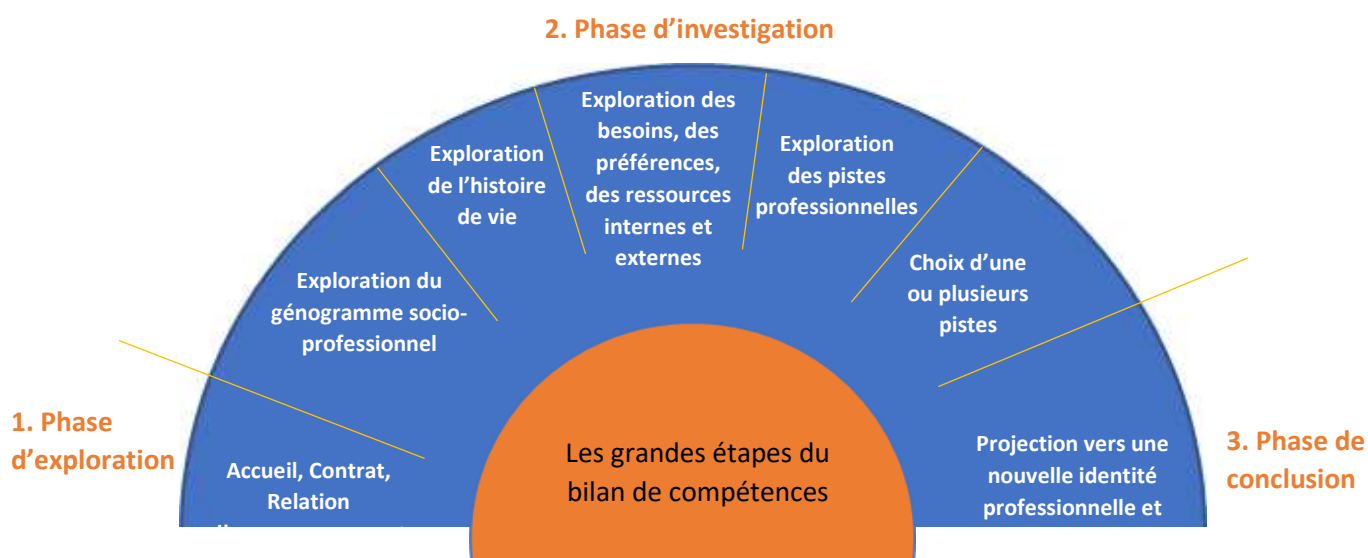 2. Phase d’investigation
1. Phase
d’exploration
Accueil, Contrat,
Relation
Exploration du
génogramme socio-
professionnel
Exploration
de l’histoire
de vie
Exploration des
besoins, des
préférences,
des ressources
internes et
externes
Exploration
des pistes
professionnelles
Choix d’une
ou plusieurs
pistes
Projection vers une
nouvelle identité
professionnelle et
3. Phase de
conclusion
Les grandes étapes du
bilan de compétences